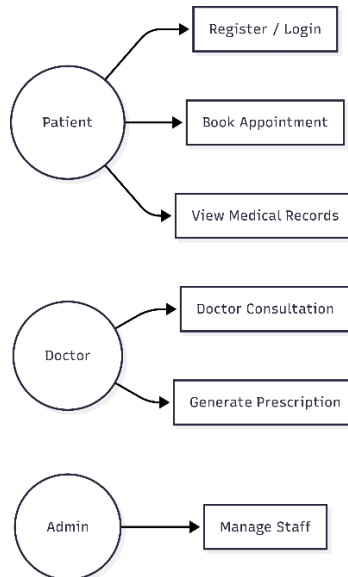 Register / Login
Patient
Book Appointment
View Medical Records
Doctor Consultation
Doctor
Generate Prescription
Admin
Manage Staff